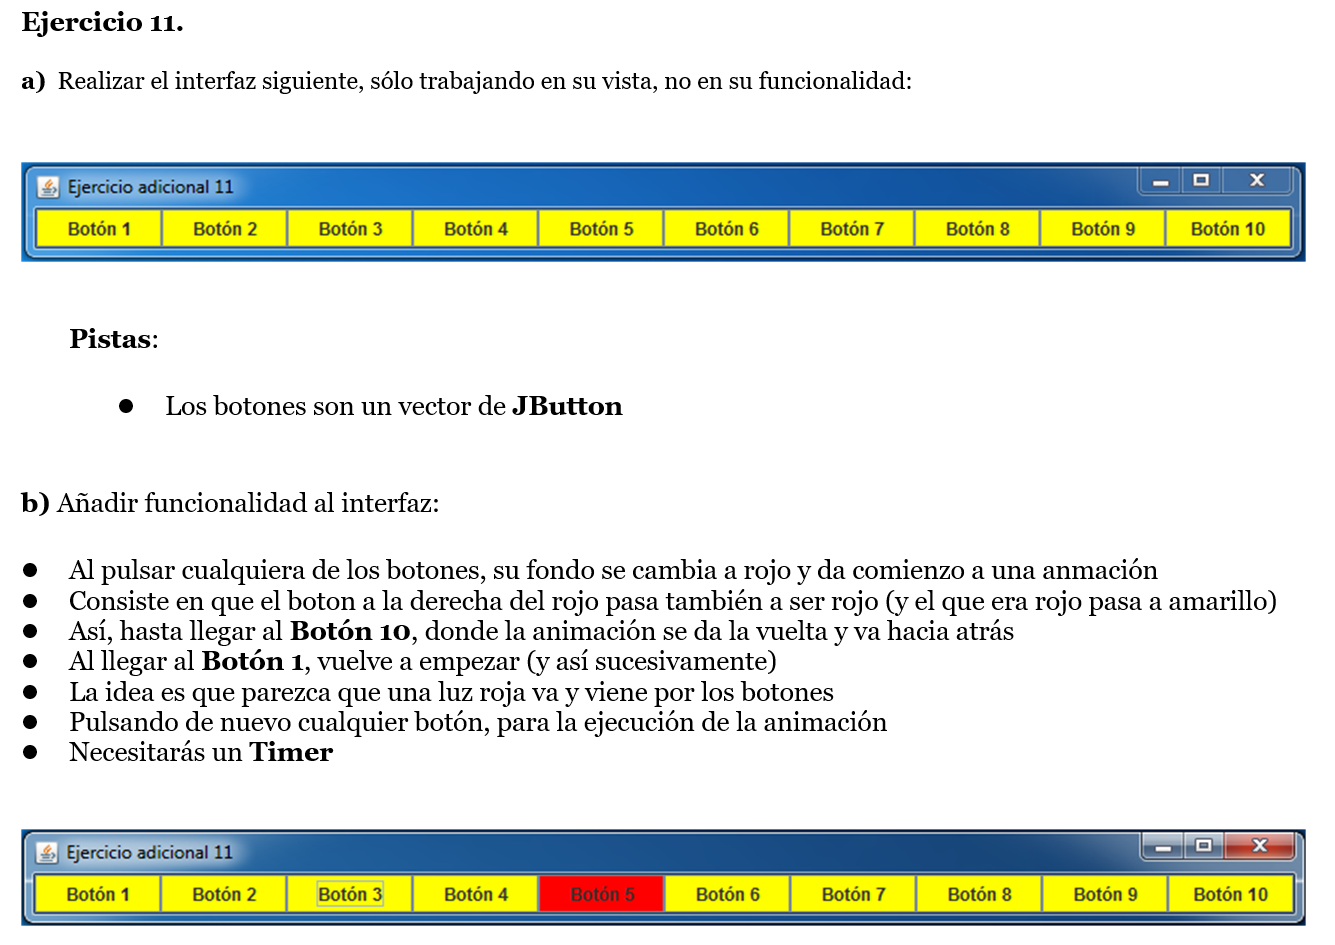 Ejercicio 11.
a) Realizar el interfaz siguiente, sólo trabajando en su vista, no en su funcionalidad:
Ejercicio adicional 11
Botón 1 Botón 2 Botón 3 Botón 4 Botón 5 Botón 6 Botón 7 Botón 8 Botón 9 Botón 10
Pistas:
● Los botones son un vector de JButton
b) Añadir funcionalidad al interfaz:
● Al pulsar cualquiera de los botones, su fondo se cambia a rojo y da comienzo a una anmación
● Consiste en que el boton a la derecha del rojo pasa también a ser rojo (y el que era rojo pasa a amarillo)
● Así, hasta llegar al Botón 10, donde la animación se da la vuelta y va hacia atrás
● Al llegar al Botón 1, vuelve a empezar (y así sucesivamente)
● La idea es que parezca que una luz roja va y viene por los botones
● Pulsando de nuevo cualquier botón, para la ejecución de la animación
● Necesitarás un Timer
Ejercicio adicional 11
Botón 1 Botón 2 Botón 3 Botón 4 Botón 5 Botón 6 Botón 7 Botón 8 Botón 9 Botón 10